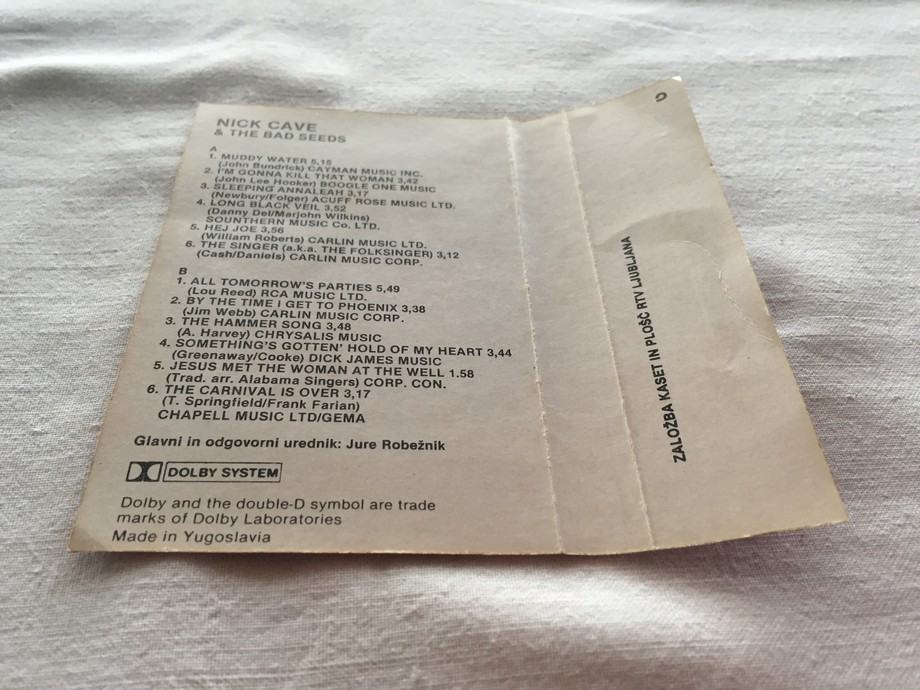 NICK CAVE
& THE BAD SEEDS
A
1. MUDDY WATER 5,15
(John Bundrick) CAYMAN MUSIC INC.
2. I'M GONNA KILL THAT WOMAN 3,42
(John Lee Hooker) BOOGLE ONE MUSIC
3. SLEEPING ANNALEAH 3,17
(Newbury/Folger) ACUFF ROSE MUSIC LTD.
4. LONG BLACK VEIL 3,52
(Danny Del/Marjohn Wilkins)
SOUNTHERN MUSIC Co. LTD.
5. HEJ JOE 3,56
(William Roberts) CARLIN MUSIC LTD.
6. THE SINGER (a.k.a. THE FOLKSINGER) 3,12
(Cash/Daniels) CARLIN MUSIC CORP.
B
1. ALL TOMORROW'S PARTIES 5,49
(Lou Reed) RCA MUSIC LTD.
2. BY THE TIME I GET TO PHOENIX 3,38
(Jim Webb) CARLIN MUSIC CORP.
3. THE HAMMER SONG 3,48
(A. Harvey) CHRYSALIS MUSIC
4. SOMETHING'S GOTTEN' HOLD OF MY HEART 3,44
(Greenaway/Cooke) DICK JAMES MUSIC
5. JESUS MET THE WOMAN AT THE WELL 1.58
(Trad. arr. Alabama Singers) CORP. CON.
6. THE CARNIVAL IS OVER 3,17
(T. Springfield/Frank Farian)
CHAPELL MUSIC LTD/GEMA
Glavni in odgovorni urednik: Jure Robežnik
DOLBY SYSTEM
Dolby and the double-D symbol are trade
marks of Dolby Laboratories
Made in Yugoslavia
ZALOŽBA KASET IN PLOŠČ RTV LJUBLJANA